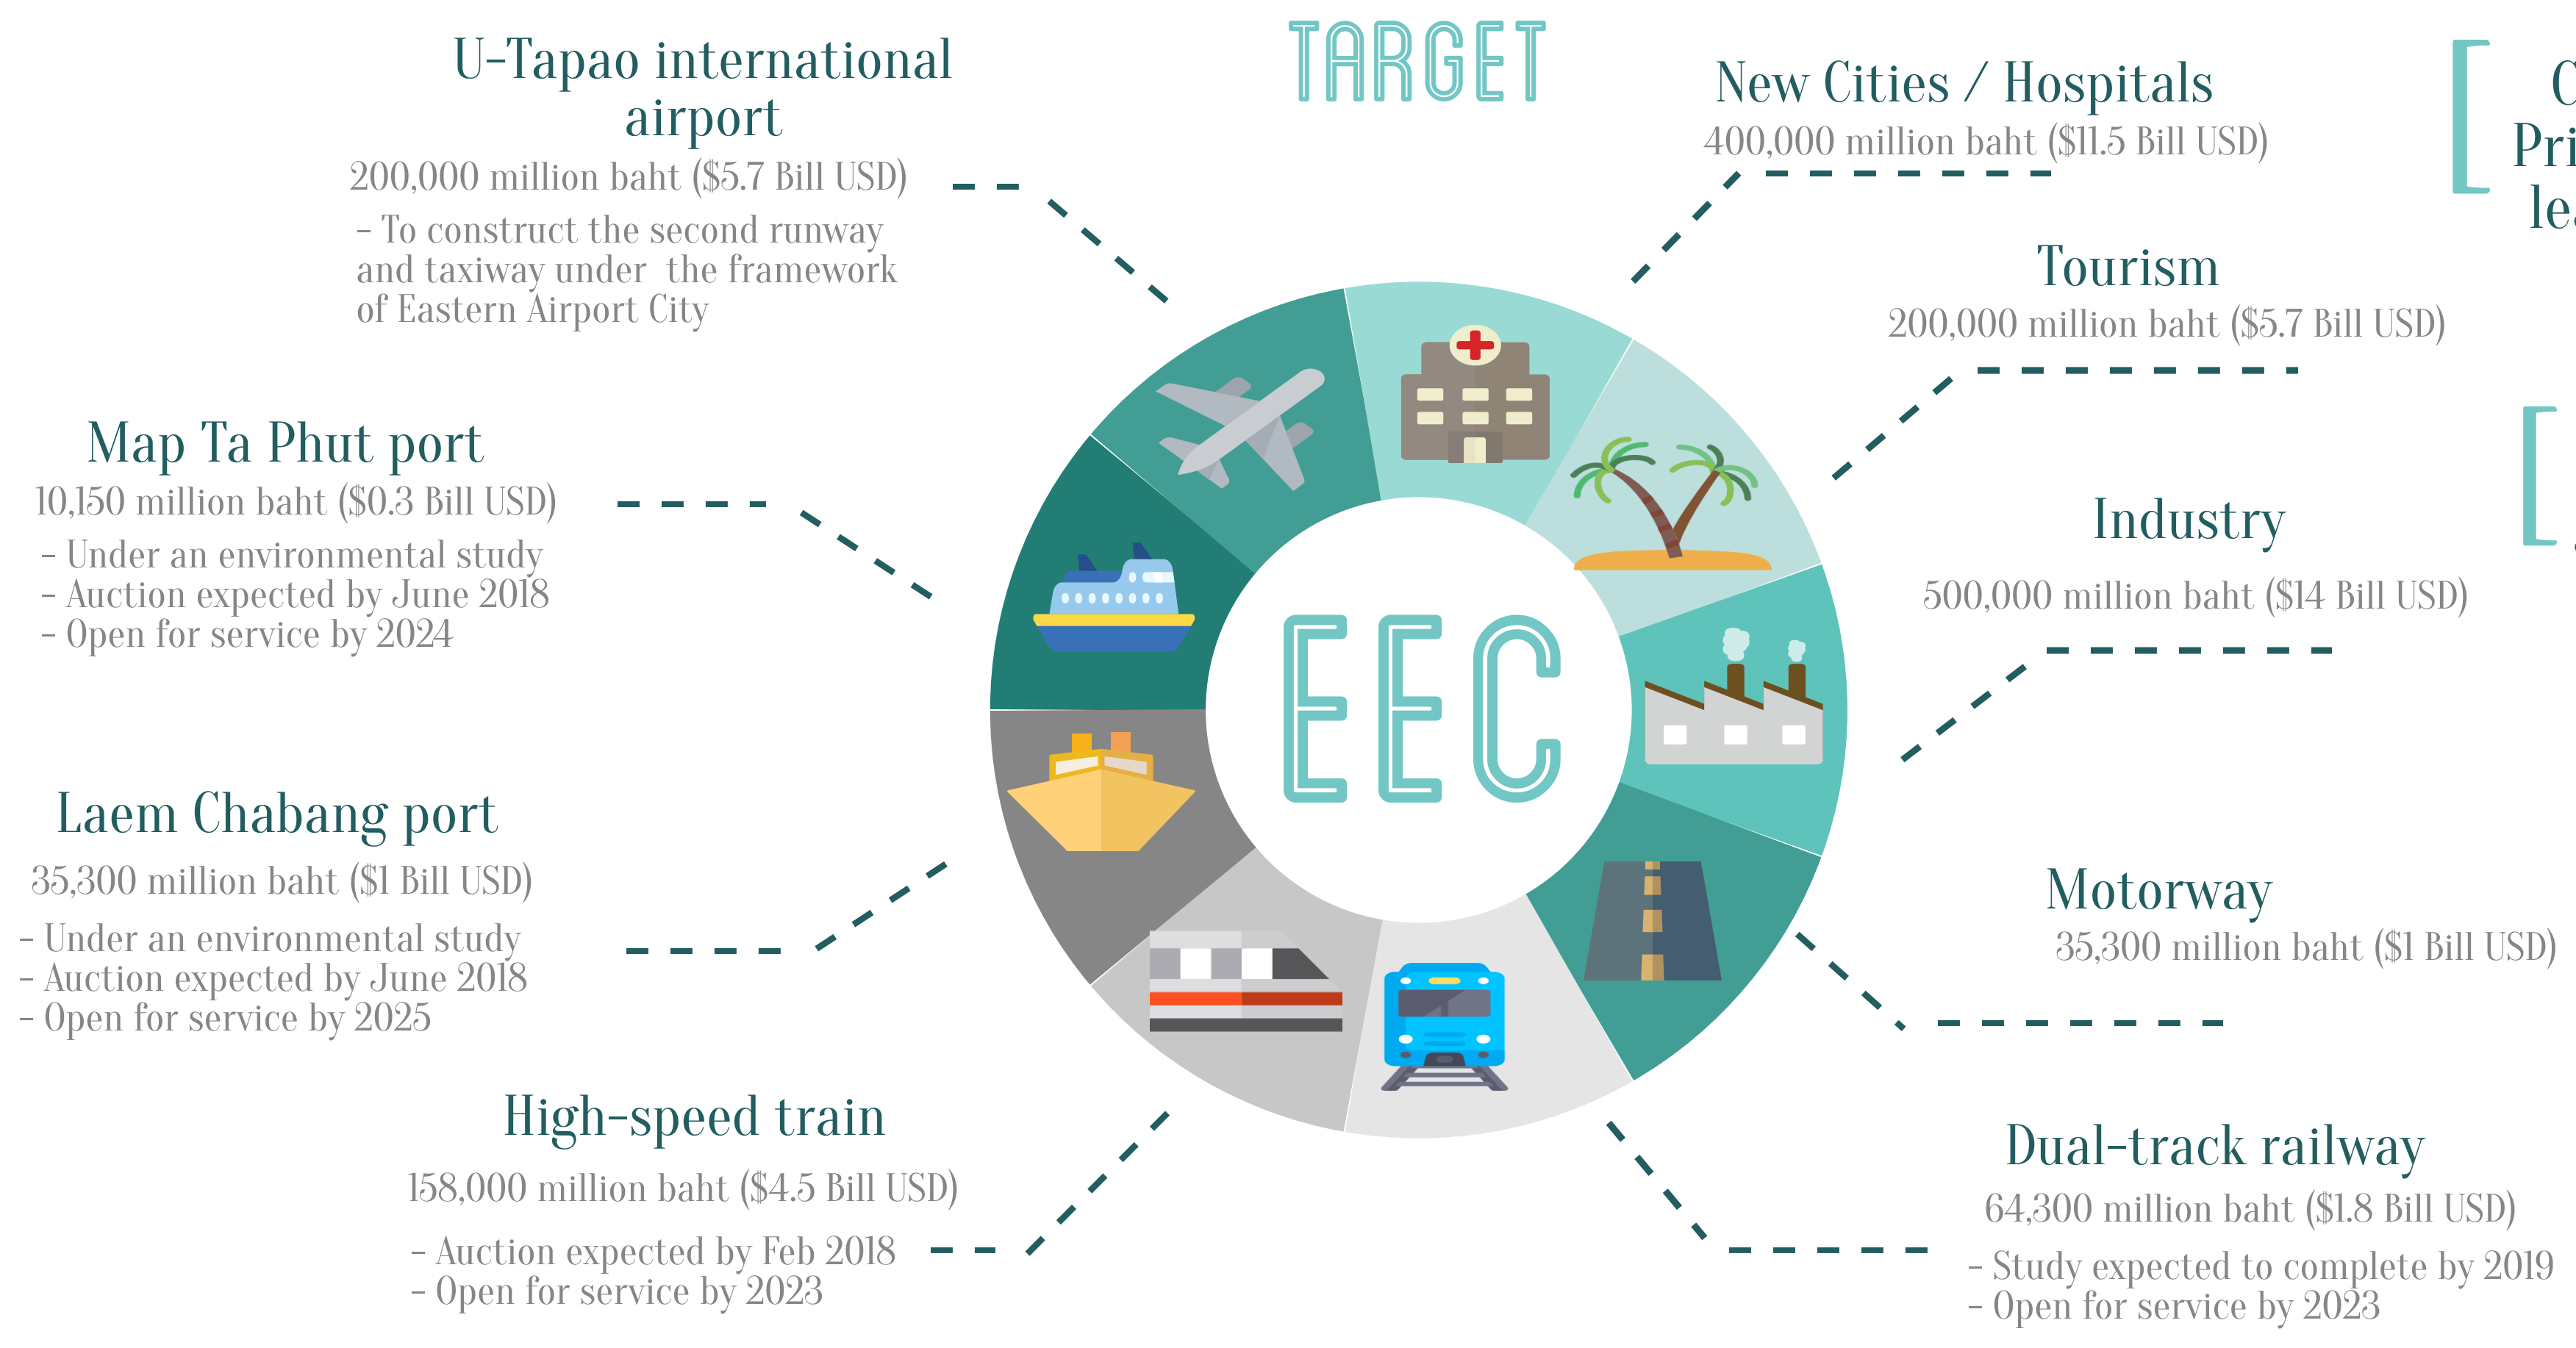 TARGET
U-Tapao international
airport
200,000 million baht ($5.7 Bill USD)
- To construct the second runway
and taxiway under the framework
of Eastern Airport City
Map Ta Phut port
10,150 million baht ($0.3 Bill USD)
- Under an environmental study
- Auction expected by June 2018
- Open for service by 2024
Laem Chabang port
35,300 million baht ($1 Bill USD)
- Under an environmental study
- Auction expected by June 2018
- Open for service by 2025
High-speed train
158,000 million baht ($4.5 Bill USD)
- Auction expected by Feb 2018
- Open for service by 2023
EEC
New Cities / Hospitals
400,000 million baht ($11.5 Bill USD)
Tourism
200,000 million baht ($5.7 Bill USD)
Industry
500,000 million baht ($14 Bill USD)
Motorway
35,300 million baht ($1 Bill USD)
Dual-track railway
64,300 million baht ($1.8 Bill USD)
- Study expected to complete by 2019
- Open for service by 2023